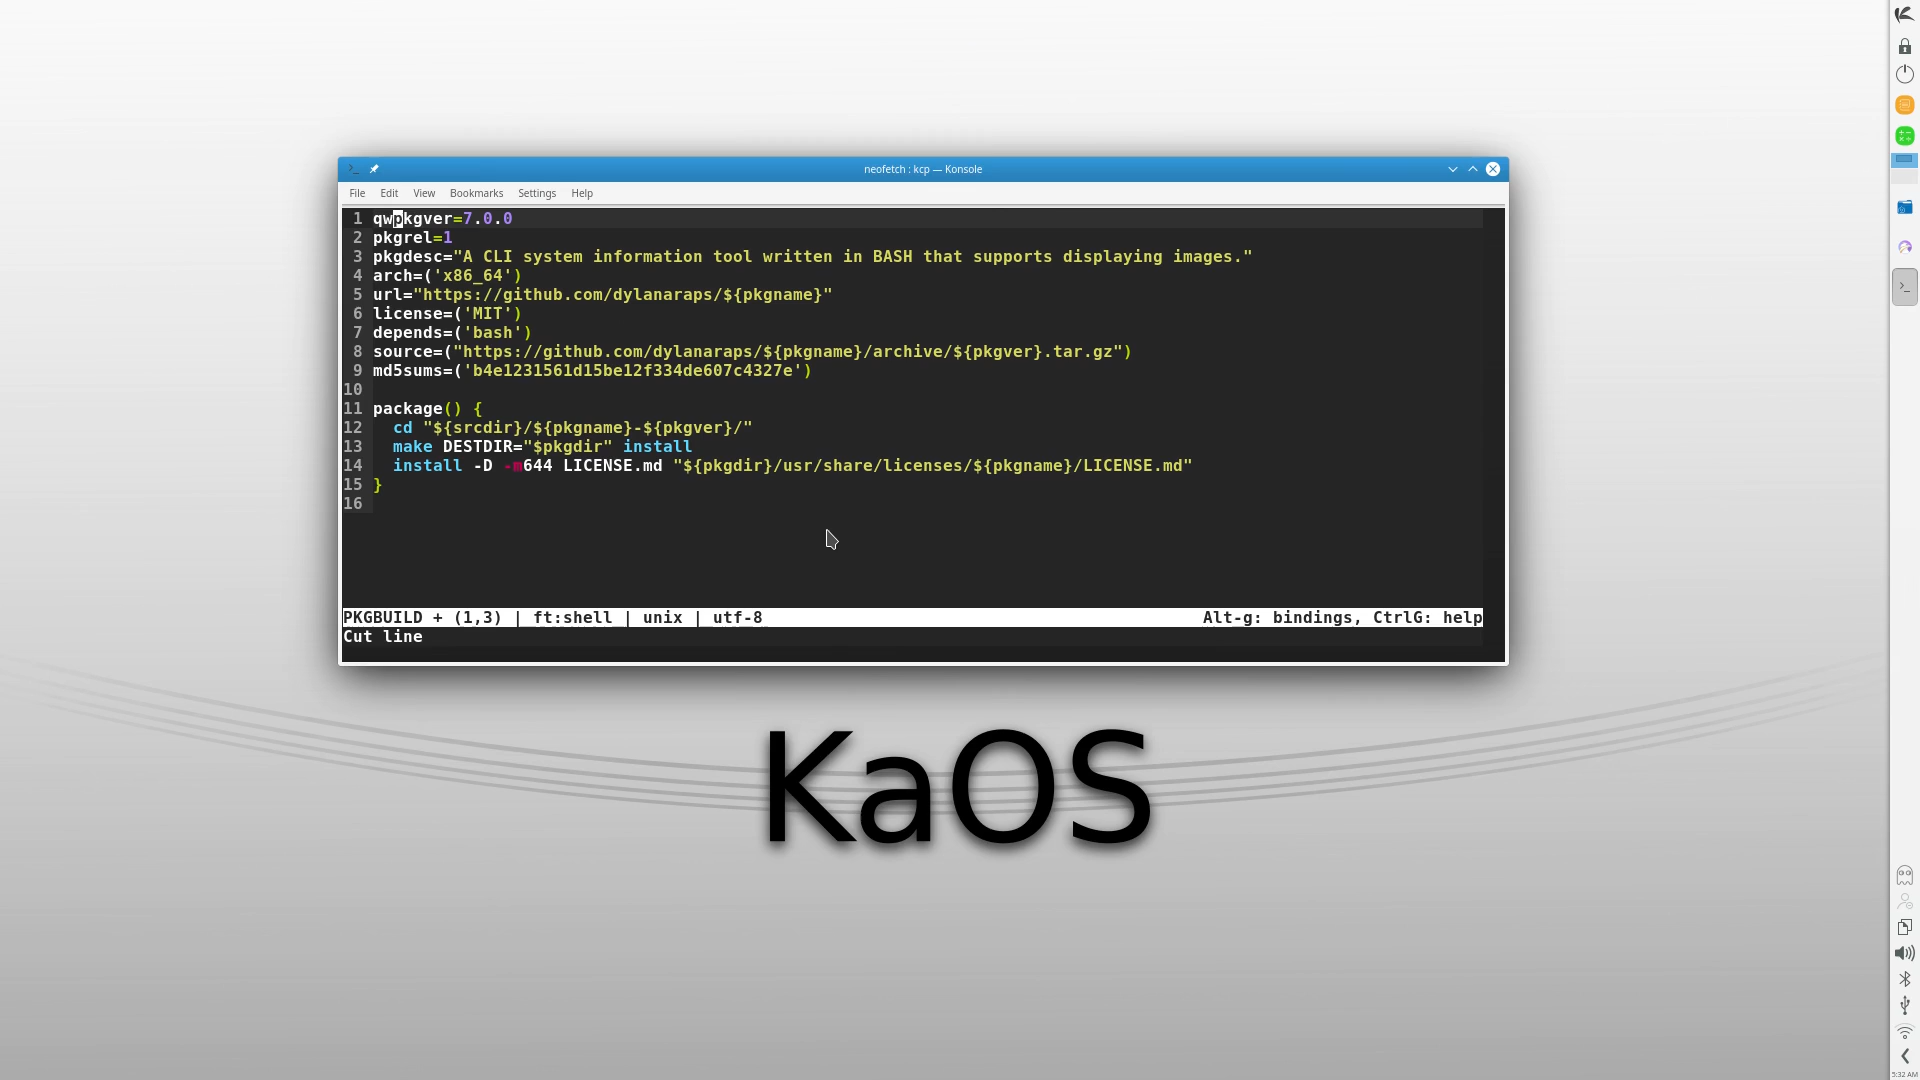 neofetch : kcp — Konsole
File Edit View Bookmarks Settings Help
1 qwpkgver=7.0.0
2 pkgrel=1
3 pkgdesc="A CLI system information tool written in BASH that supports displaying images."
4 arch=('x86_64')
5 url="https://github.com/dylanaraps/${pkgname}"
6 license=('MIT')
7 depends=('bash')
8 source=("https://github.com/dylanaraps/${pkgname}/archive/${pkgver}.tar.gz")
9 md5sums=('b4e1231561d15be12f334de607c4327e')
10
11 package() {
12   cd "${srcdir}/${pkgname}-${pkgver}/"
13   make DESTDIR="$pkgdir" install
14   install -D -m644 LICENSE.md "${pkgdir}/usr/share/licenses/${pkgname}/LICENSE.md"
15 }
16
PKGBUILD + (1,3) | ft:shell | unix | utf-8 Alt-g: bindings, CtrlG: help
Cut line
KaOS
5:32 AM